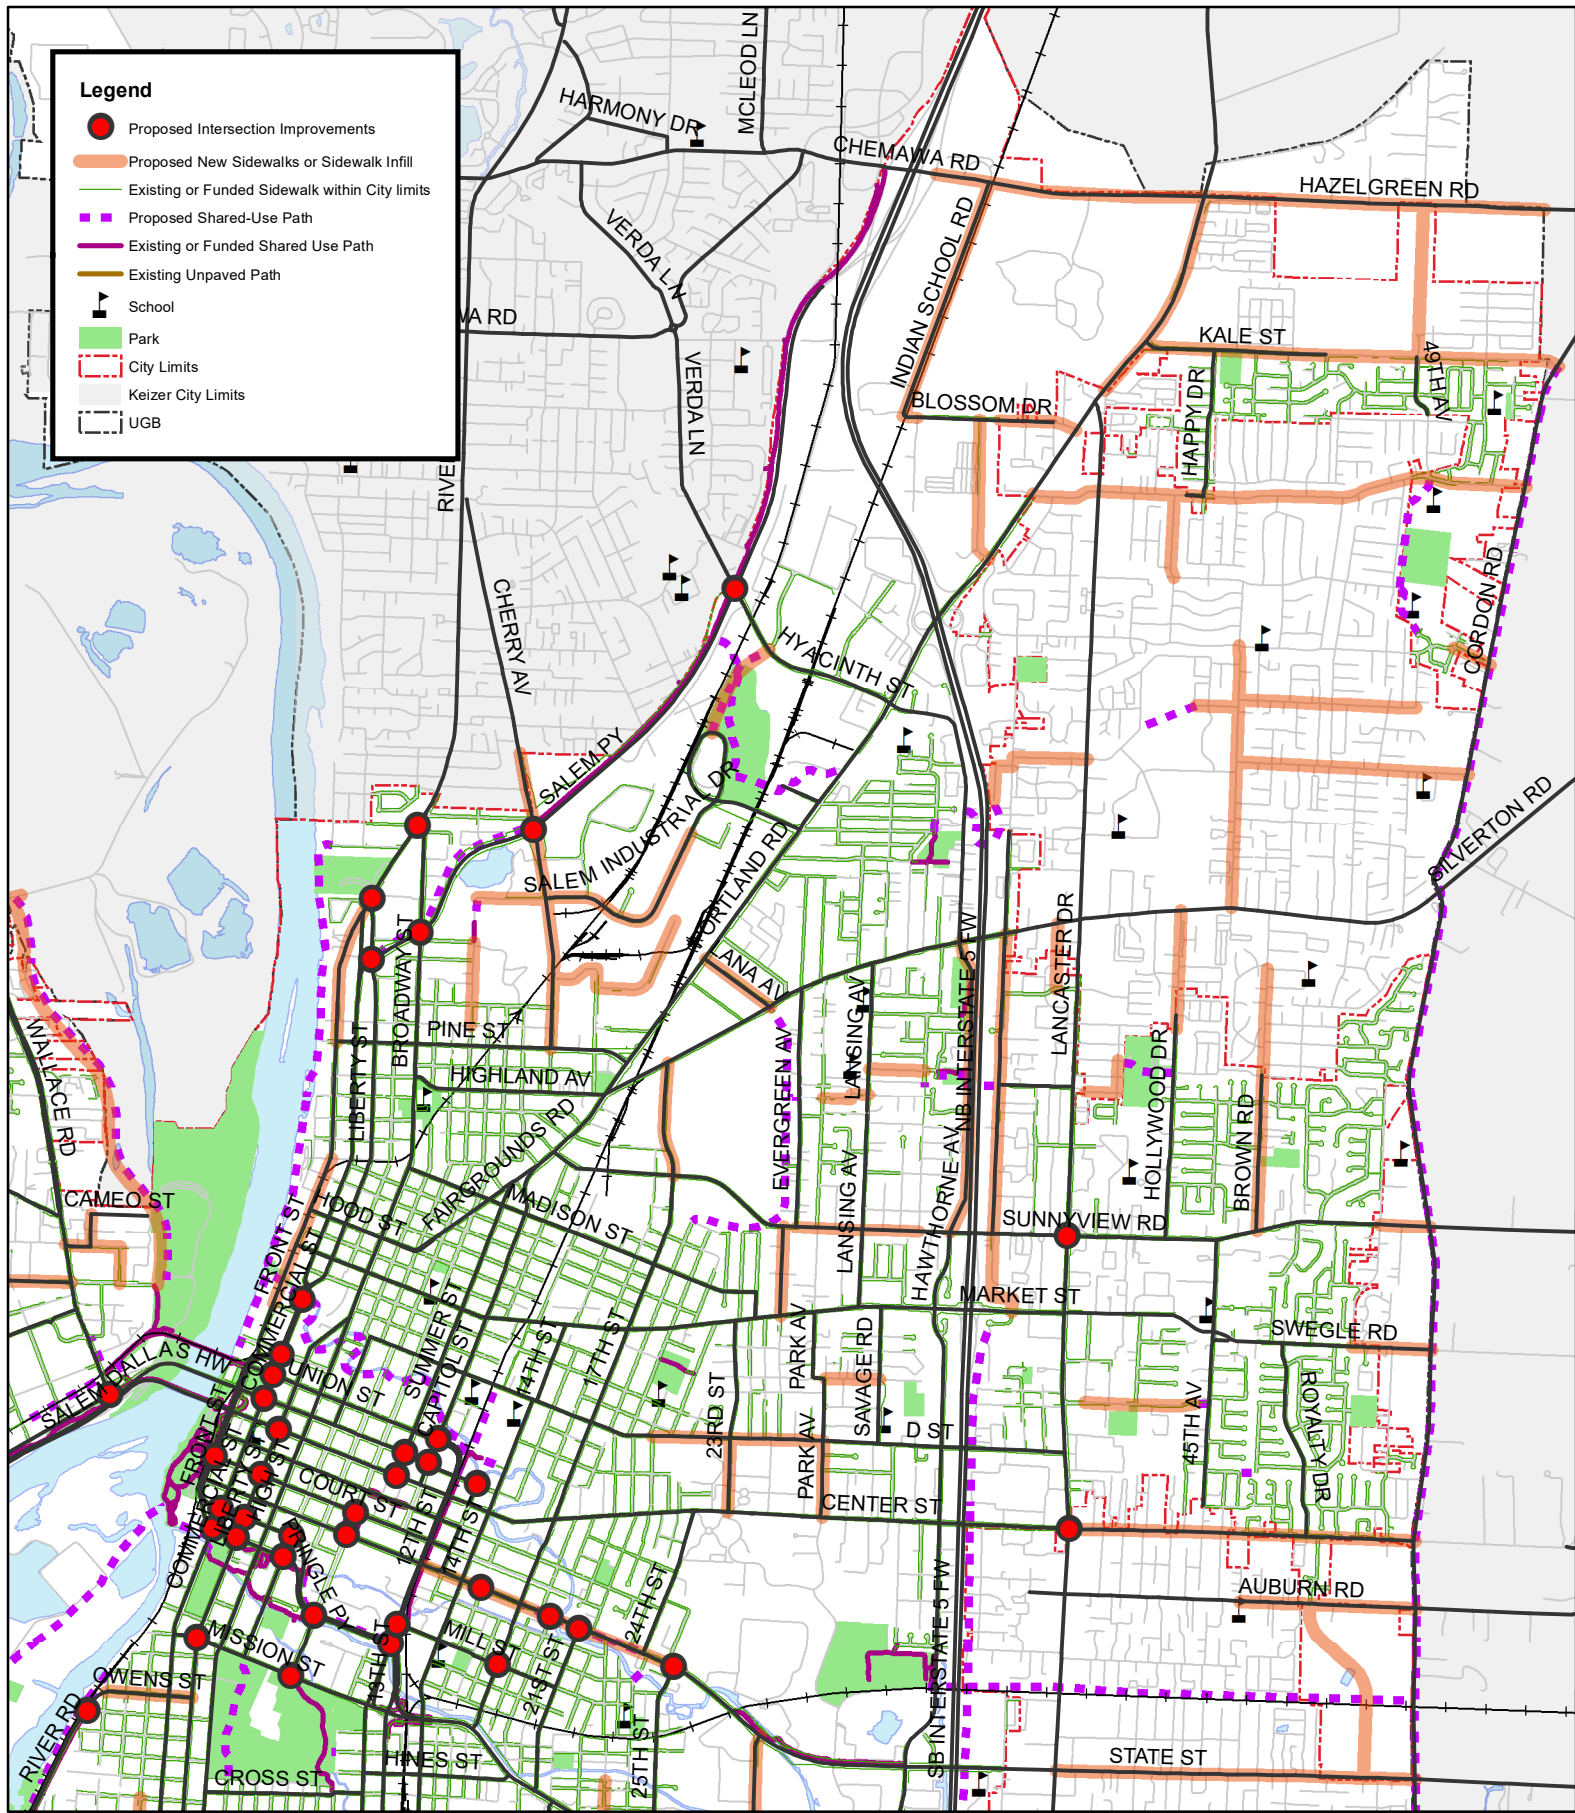 Legend
Proposed Intersection Improvements
Proposed New Sidewalks or Sidewalk Infill
Existing or Funded Sidewalk within City limits
Proposed Shared-Use Path
Existing or Funded Shared Use Path
Existing Unpaved Path
School
Park
City Limits
Keizer City Limits
UGB
MCLEOD LN
HARMONY DR
CHEMAWA RD
HAZELGREEN RD
VERDA LN
INDIAN SCHOOL RD
WA RD
KALE ST
49TH AV
VERDA LN
HAPPY DR
BLOSSOM DR
RIVE
CHERRY AV
CORDON RD
HYACINTH ST
SALEM PY
SALEM INDUSTRIAL DR
PORTLAND RD
SILVERTON RD
LANA AV
BROADWAY ST
LANCASTER DR
NB INTERSTATE 5 FW
LANSING AV
PINE ST
WALLACE RD
LIBERTY ST
HIGHLAND AV
EVERGREEN AV
HOLLYWOOD DR
BROWN RD
FAIRGROUNDS RD
CAMEO ST
HOOD ST
MADISON ST
LANSING AV
HAWTHORNE AV
SUNNYVIEW RD
FRONT ST
COMMERCIAL ST
MARKET ST
SWEGLE RD
SUMMER ST
CAPITOL ST
14TH ST
17TH ST
PARK AV
SAVAGE RD
SALEM DALLAS HW
UNION ST
23RD ST
D ST
PARK AV
45TH AV
ROYALTY DR
FRONT ST
COMMERCIAL ST
LIBERTY ST
HIGH ST
COURT ST
CENTER ST
12TH ST
14TH ST
PRINGLE PY
24TH ST
AUBURN RD
MISSION ST
13TH ST
MILL ST
21ST ST
OWENS ST
RIVER RD
25TH ST
SB INTERSTATE 5 FW
HINES ST
CROSS ST
STATE ST